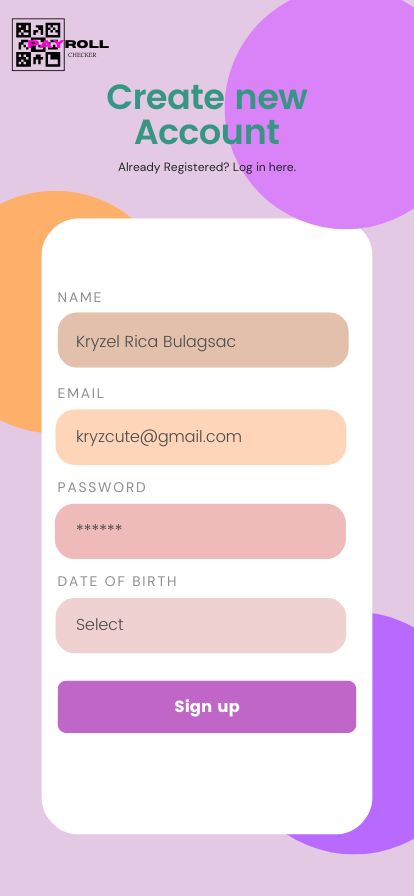 PAYROLL
CHECKER
Create new
Account
Already Registered? Log in here.
NAME
Kryzel Rica Bulagsac
EMAIL
kryzcute@gmail.com
PASSWORD
******
DATE OF BIRTH
Select
Sign up